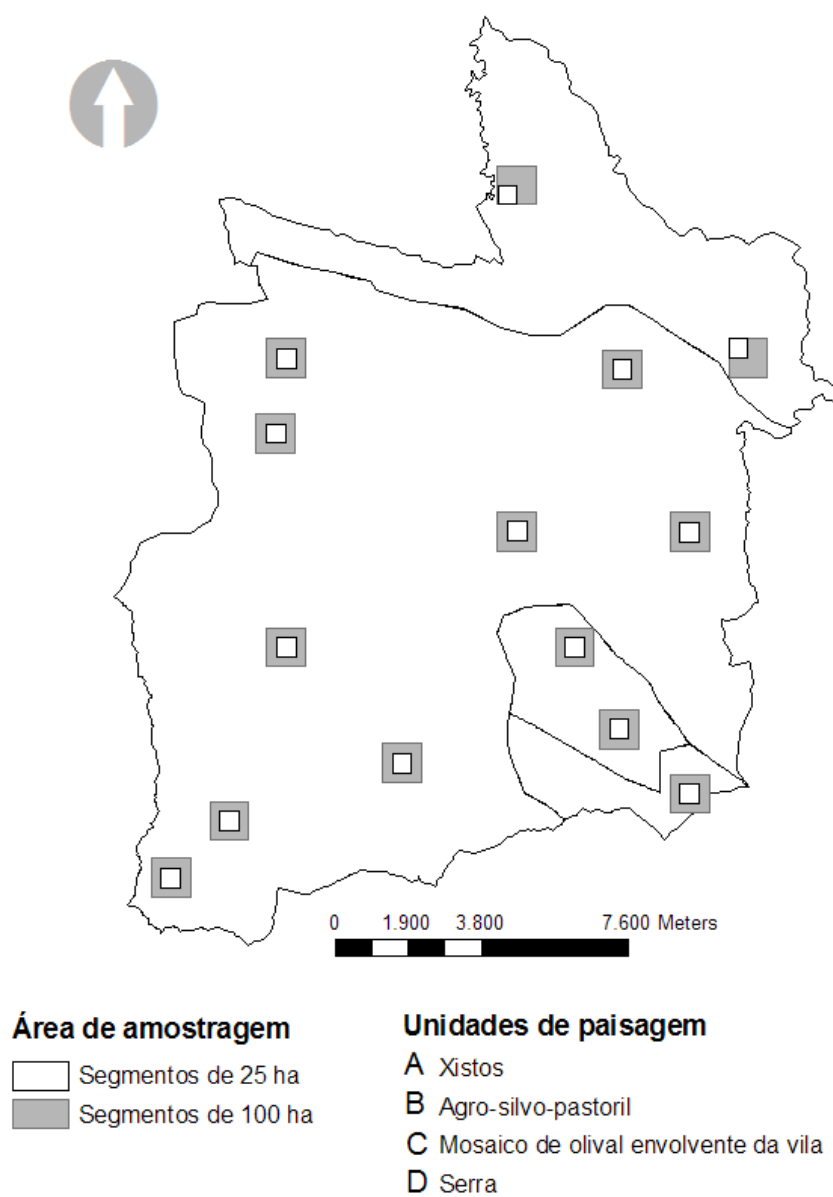 0 1.900 3.800 7.600 Meters
Área de amostragem
Segmentos de 25 ha
Segmentos de 100 ha
Unidades de paisagem
A Xistos
B Agro-silvo-pastoril
C Mosaico de olival envolvente da vila
D Serra